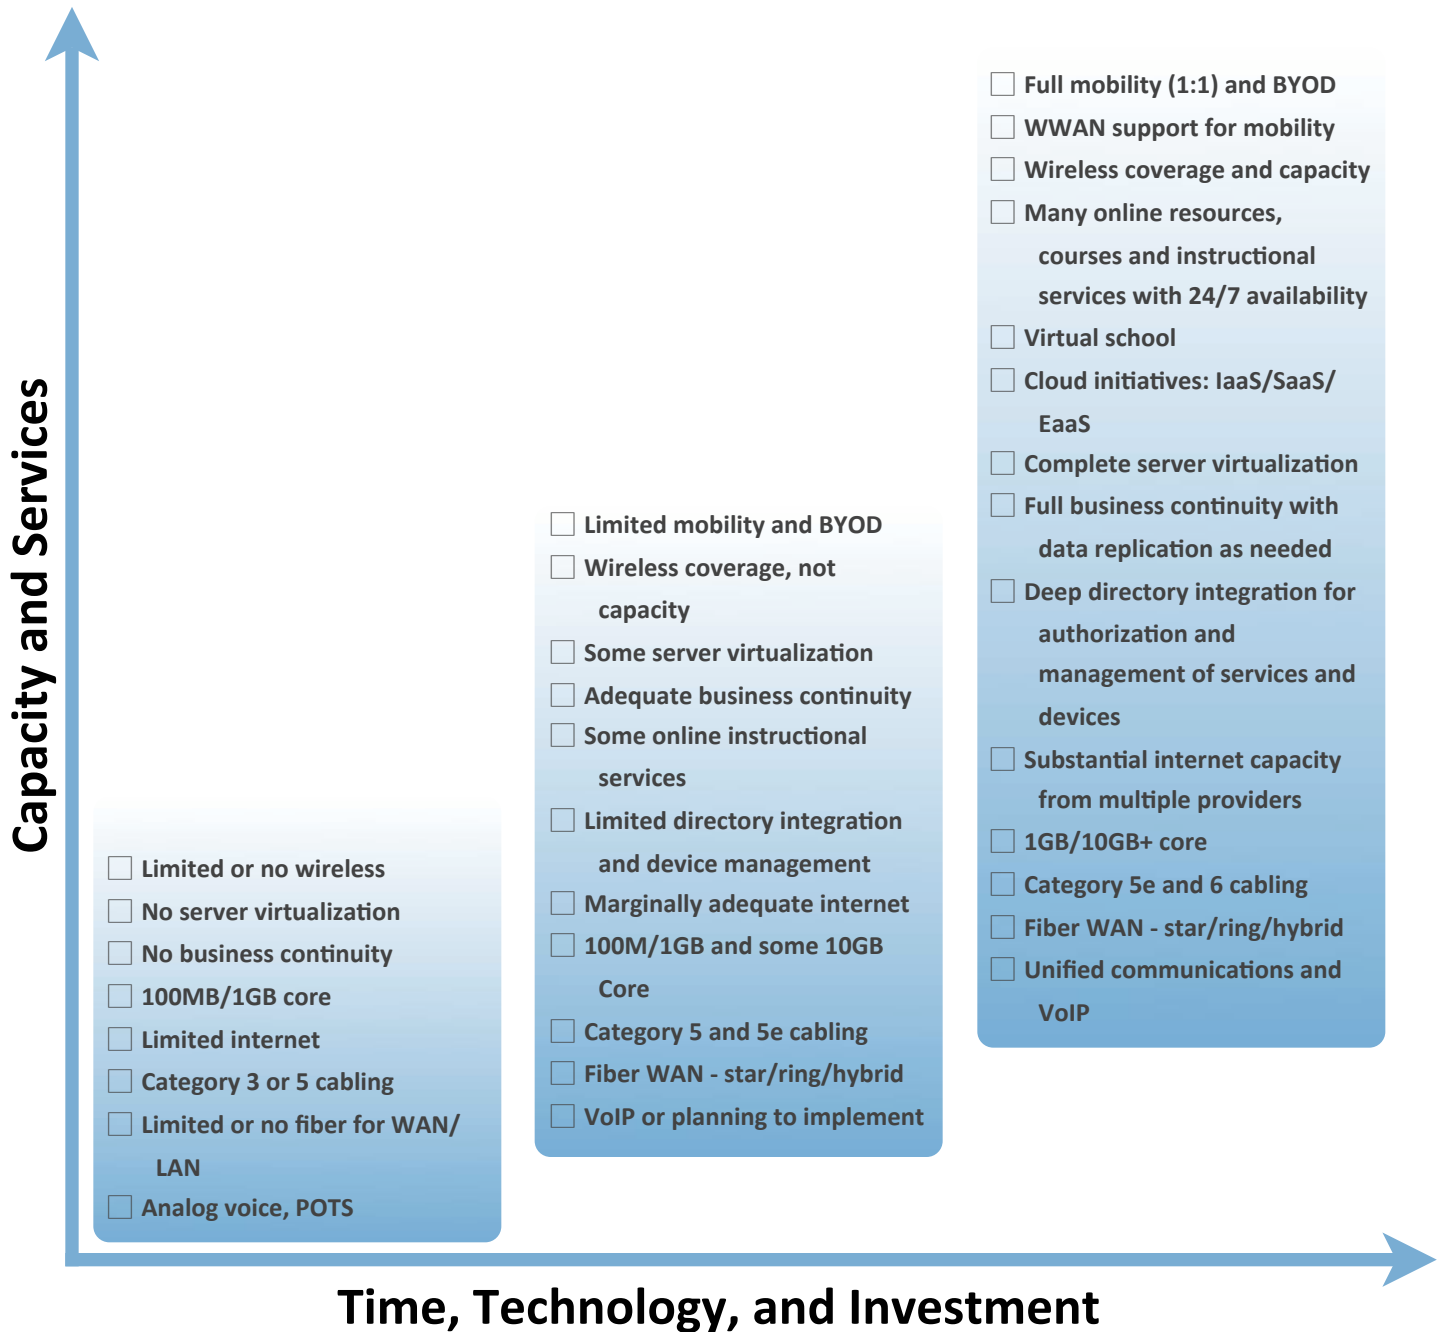 Capacity and Services
Limited or no wireless
No server virtualization
No business continuity
100MB/1GB core
Limited internet
Category 3 or 5 cabling
Limited or no fiber for WAN/
LAN
Analog voice, POTS
Limited mobility and BYOD
Wireless coverage, not
capacity
Some server virtualization
Adequate business continuity
Some online instructional
services
Limited directory integration
and device management
Marginally adequate internet
100M/1GB and some 10GB
Core
Category 5 and 5e cabling
Fiber WAN - star/ring/hybrid
VoIP or planning to implement
Full mobility (1:1) and BYOD
WWAN support for mobility
Wireless coverage and capacity
Many online resources,
courses and instructional
services with 24/7 availability
Virtual school
Cloud initiatives: IaaS/SaaS/
EaaS
Complete server virtualization
Full business continuity with
data replication as needed
Deep directory integration for
authorization and
management of services and
devices
Substantial internet capacity
from multiple providers
1GB/10GB+ core
Category 5e and 6 cabling
Fiber WAN - star/ring/hybrid
Unified communications and
VoIP
Time, Technology, and Investment